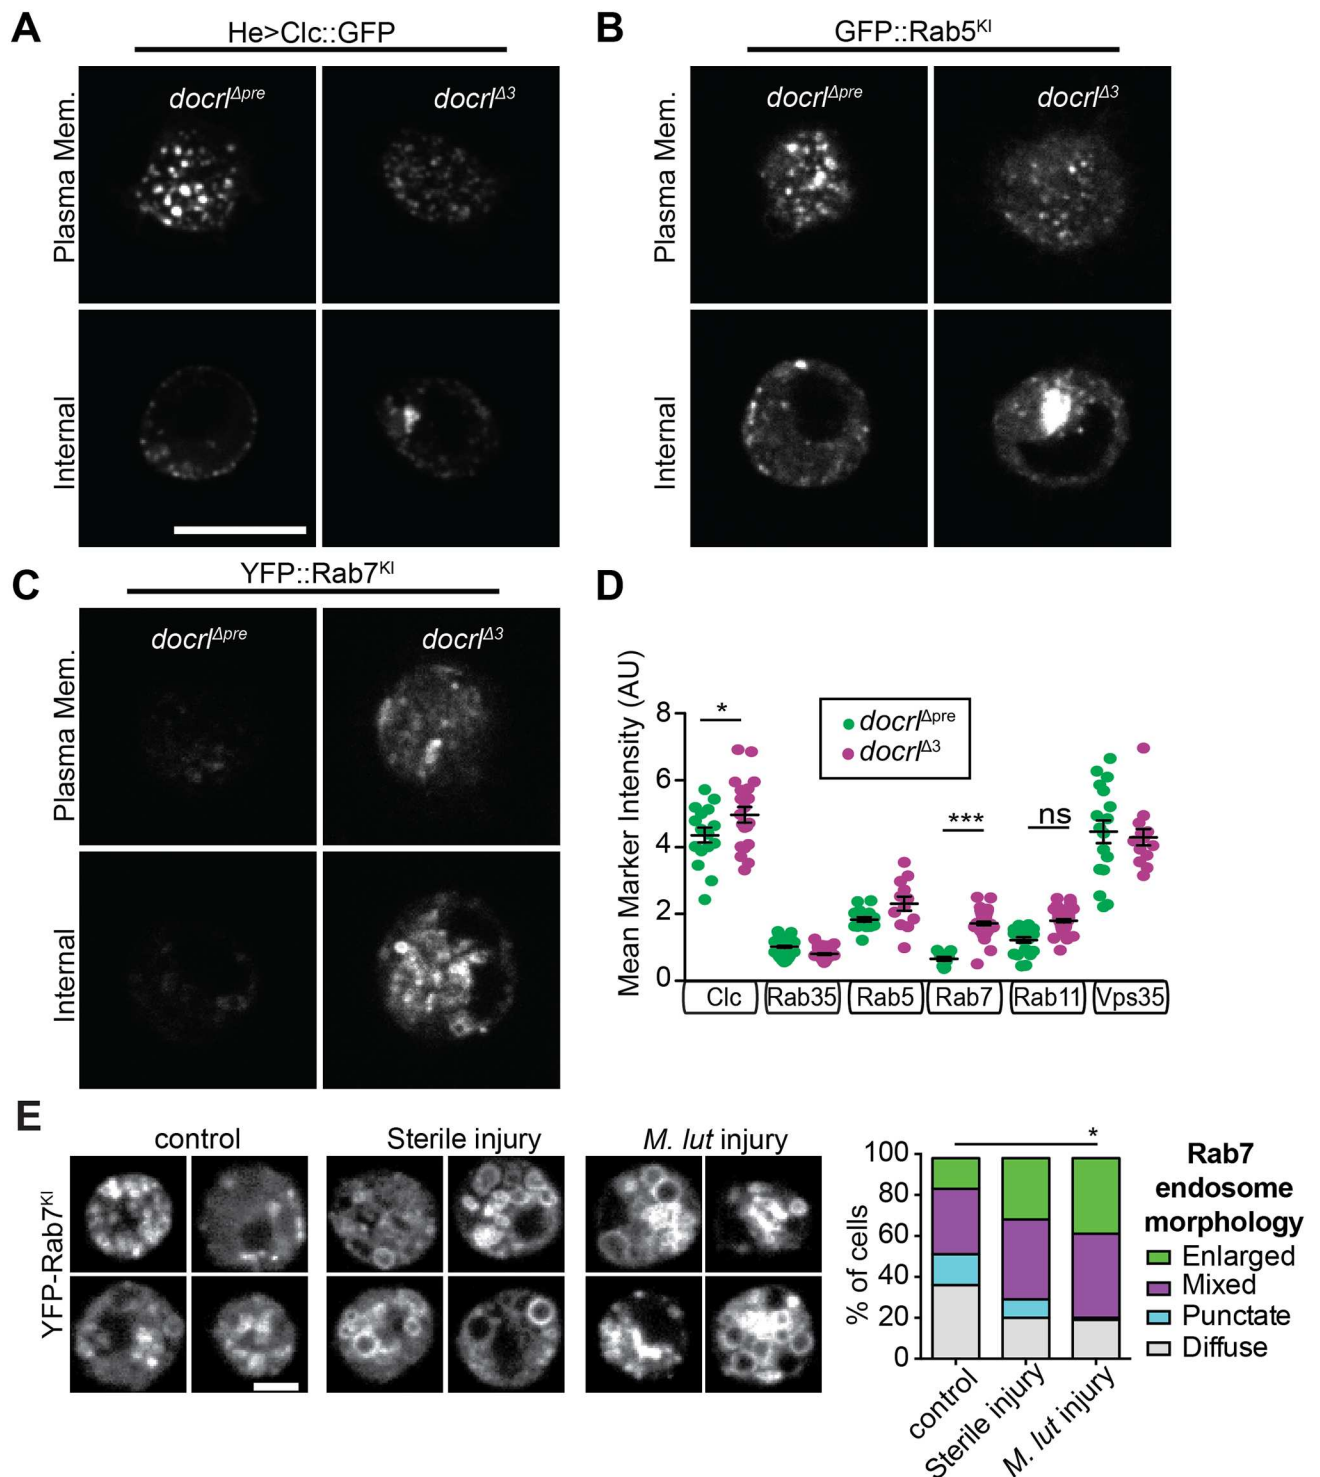 A
He>Clc::GFP
docrlΔpre
docrlΔ3
Plasma Mem.
Internal
B
GFP::Rab5KI
docrlΔpre
docrlΔ3
Plasma Mem.
Internal
C
YFP::Rab7KI
docrlΔpre
docrlΔ3
Plasma Mem.
Internal
D
Mean Marker Intensity (AU)
8
6
4
2
0
*
***
ns
docrlΔpre
docrlΔ3
Clc
Rab35
Rab5
Rab7
Rab11
Vps35
E
control
Sterile injury
M. lut injury
YFP-Rab7KI
% of cells
100
80
60
40
20
0
*
control
Sterile injury
M. lut injury
Rab7
endosome
morphology
Enlarged
Mixed
Punctate
Diffuse